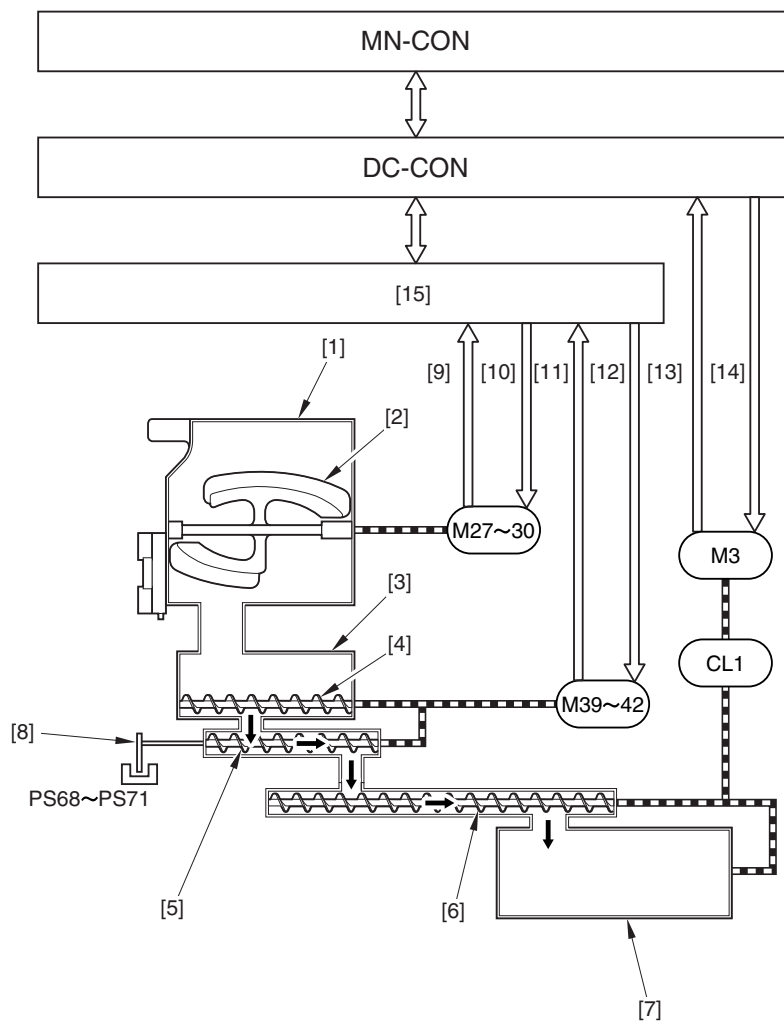 MN-CON
DC-CON
[15]
[1]
[9]
[10]
[11]
[12]
[13]
[14]
[2]
M27~30
M3
[3]
[4]
CL1
M39~42
[8]
PS68~PS71
[5]
[6]
[7]